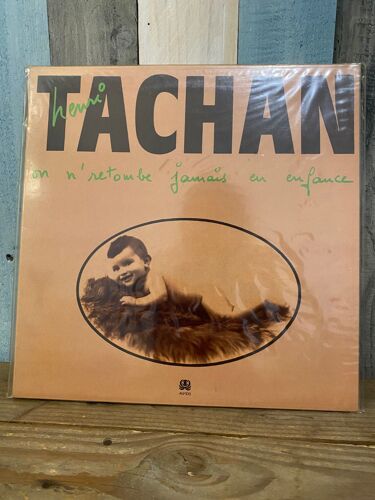 henri
TACHAN
on n'retombe jamais en enfance